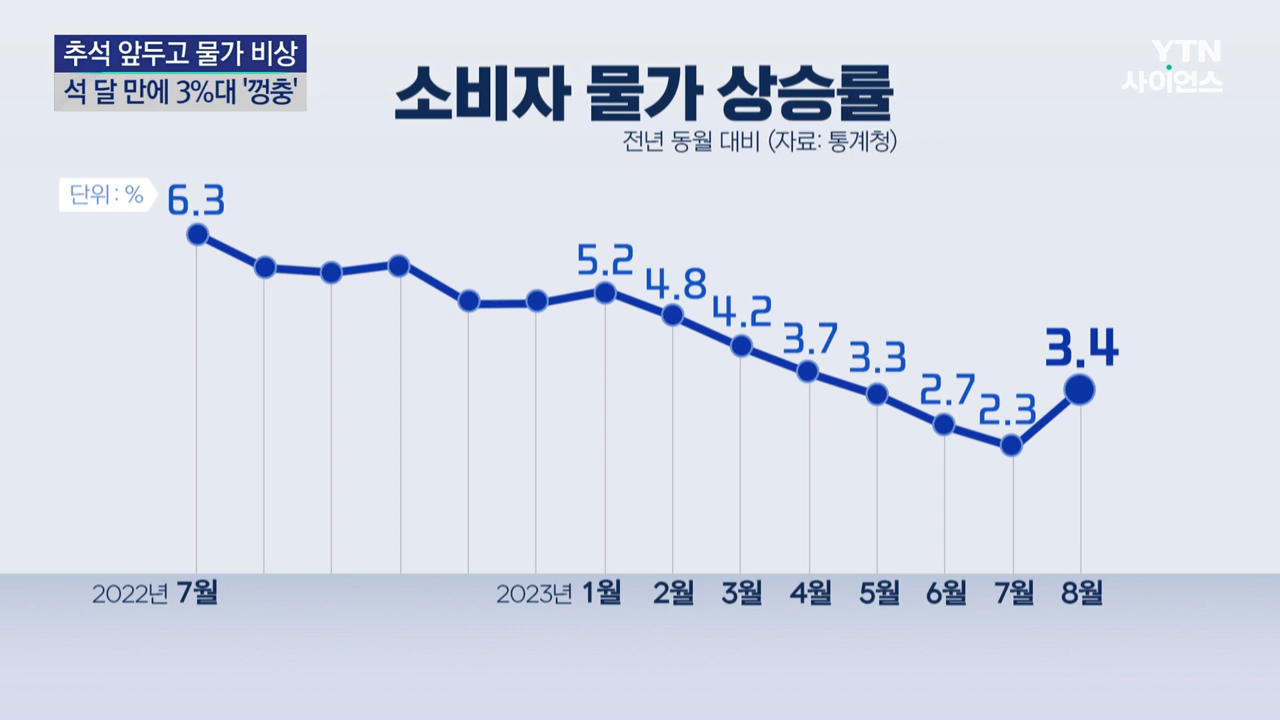 추석 앞두고 물가 비상
석 달 만에 3%대 '껑충'
소비자 물가 상승률
전년 동월 대비 (자료: 통계청)
YTN
사이언스
단위: %
6.3
5.2
4.8
4.2
3.7
3.3
2.7
2.3
3.4
2022년 7월
2023년 1월 2월 3월 4월 5월 6월 7월 8월